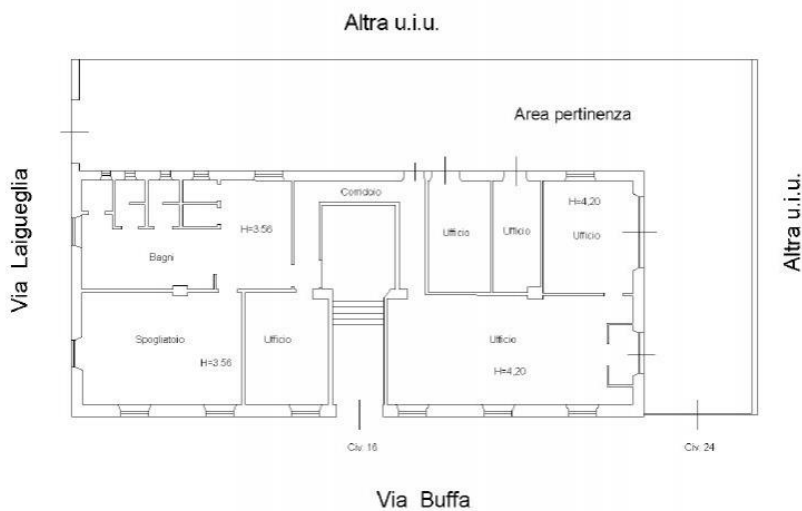 Altra u.i.u.
Area pertinenza
Via Laigueglia
Altra u.i.u.
Corridoio
H=4,20
Ufficio
Ufficio
Ufficio
H=3.56
Bagni
Spogliatoio
H=3.56
Ufficio
Ufficio
H=4,20
Civ. 16
Civ. 24
Via Buffa